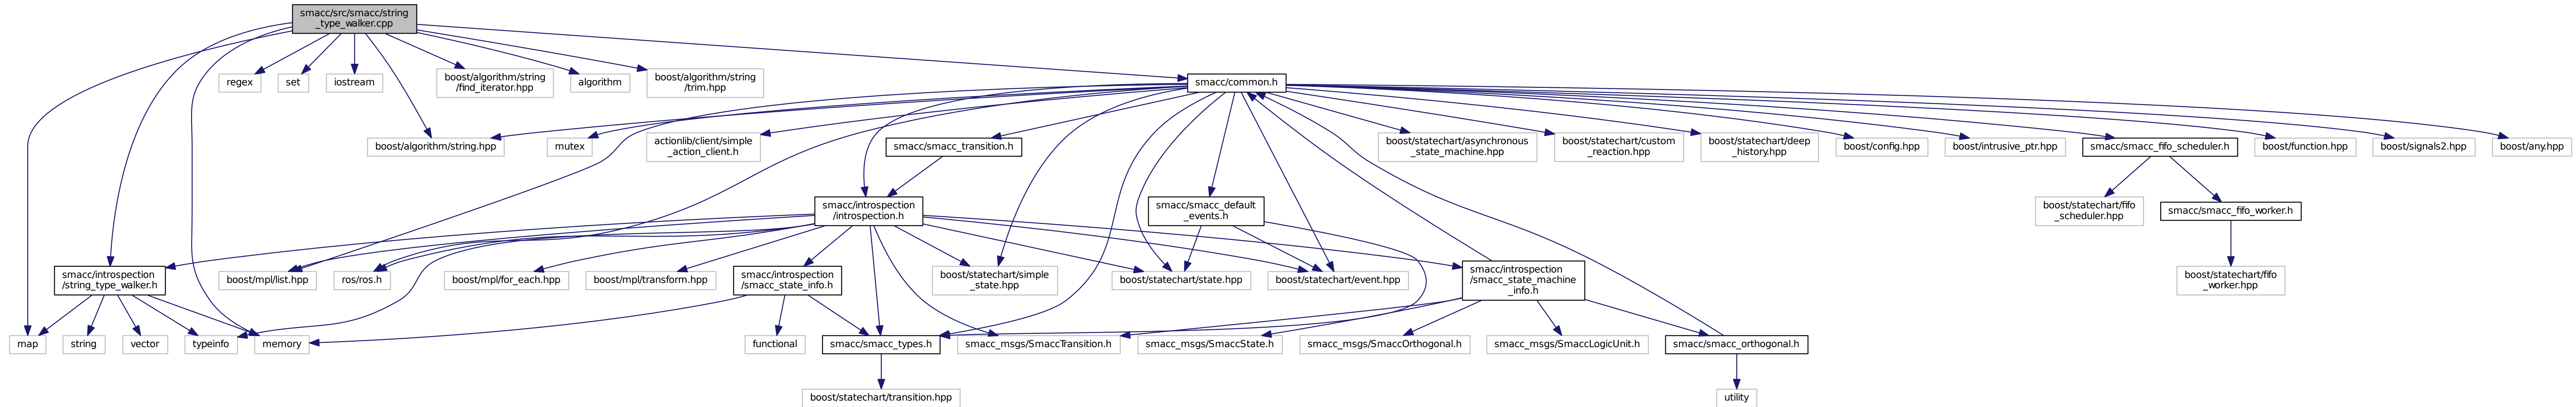 smacc/src/smacc/string
_type_walker.cpp
regex
set
iostream
boost/algorithm/string
/find_iterator.hpp
algorithm
boost/algorithm/string
/trim.hpp
smacc/common.h
boost/algorithm/string.hpp
mutex
actionlib/client/simple
_action_client.h
smacc/smacc_transition.h
boost/statechart/asynchronous
_state_machine.hpp
boost/statechart/custom
_reaction.hpp
boost/statechart/deep
_history.hpp
boost/config.hpp
boost/intrusive_ptr.hpp
smacc/smacc_fifo_scheduler.h
boost/function.hpp
boost/signals2.hpp
boost/any.hpp
smacc/introspection
/introspection.h
smacc/smacc_default
_events.h
boost/statechart/fifo
_scheduler.hpp
smacc/smacc_fifo_worker.h
smacc/introspection
/string_type_walker.h
boost/mpl/list.hpp
ros/ros.h
boost/mpl/for_each.hpp
boost/mpl/transform.hpp
smacc/introspection
/smacc_state_info.h
boost/statechart/simple
_state.hpp
boost/statechart/state.hpp
boost/statechart/event.hpp
smacc/introspection
/smacc_state_machine
_info.h
boost/statechart/fifo
_worker.hpp
map
string
vector
typeinfo
memory
functional
smacc/smacc_types.h
smacc_msgs/SmaccTransition.h
smacc_msgs/SmaccState.h
smacc_msgs/SmaccOrthogonal.h
smacc_msgs/SmaccLogicUnit.h
smacc/smacc_orthogonal.h
boost/statechart/transition.hpp
utility